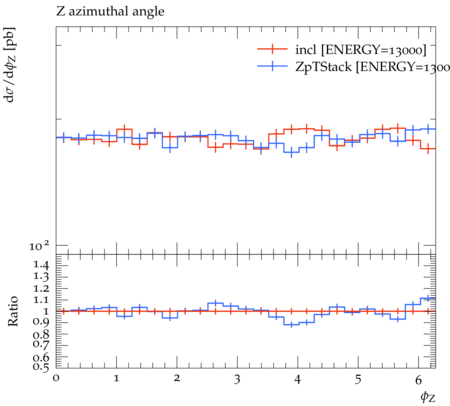 Z azimuthal angle
dσ/dϕZ [pb]
incl [ENERGY=13000]
ZpTStack [ENERGY=1300
10²
Ratio
1.4
1.3
1.2
1.1
1
0.9
0.8
0.7
0.6
0.5
0 1 2 3 4 5 6
ϕZ